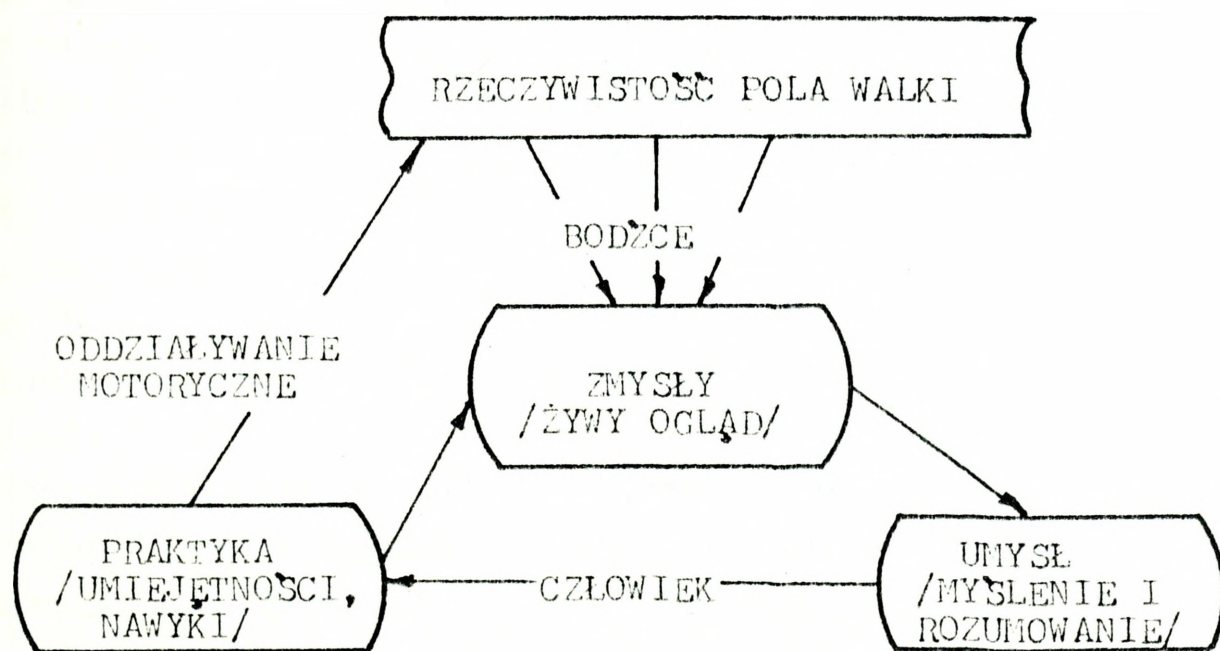 RZECZYWISTOŚĆ POLA WALKI
BODŹCE
ODDZIAŁYWANIE
MOTORYCZNE
ZMYSŁY
/ŻYWY OGLĄD/
PRAKTYKA
/UMIEJĘTNOŚCI,
NAWYKI/
CZŁOWIEK
UMYSŁ
/MYŚLENIE I
ROZUMOWANIE/